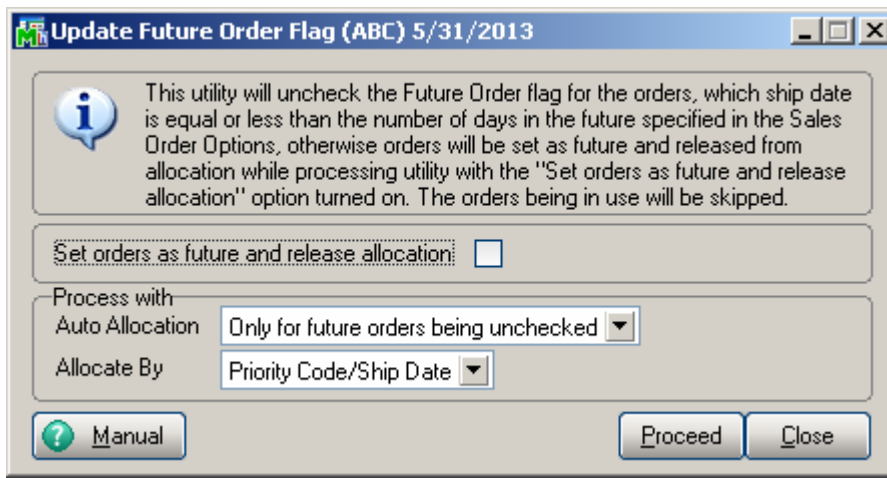 Update Future Order Flag (ABC) 5/31/2013
This utility will uncheck the Future Order flag for the orders, which ship date
is equal or less than the number of days in the future specified in the Sales
Order Options, otherwise orders will be set as future and released from
allocation while processing utility with the "Set orders as future and release
allocation" option turned on. The orders being in use will be skipped.
Set orders as future and release allocation
Process with
Auto Allocation Only for future orders being unchecked
Allocate By Priority Code/Ship Date
Manual Proceed Close